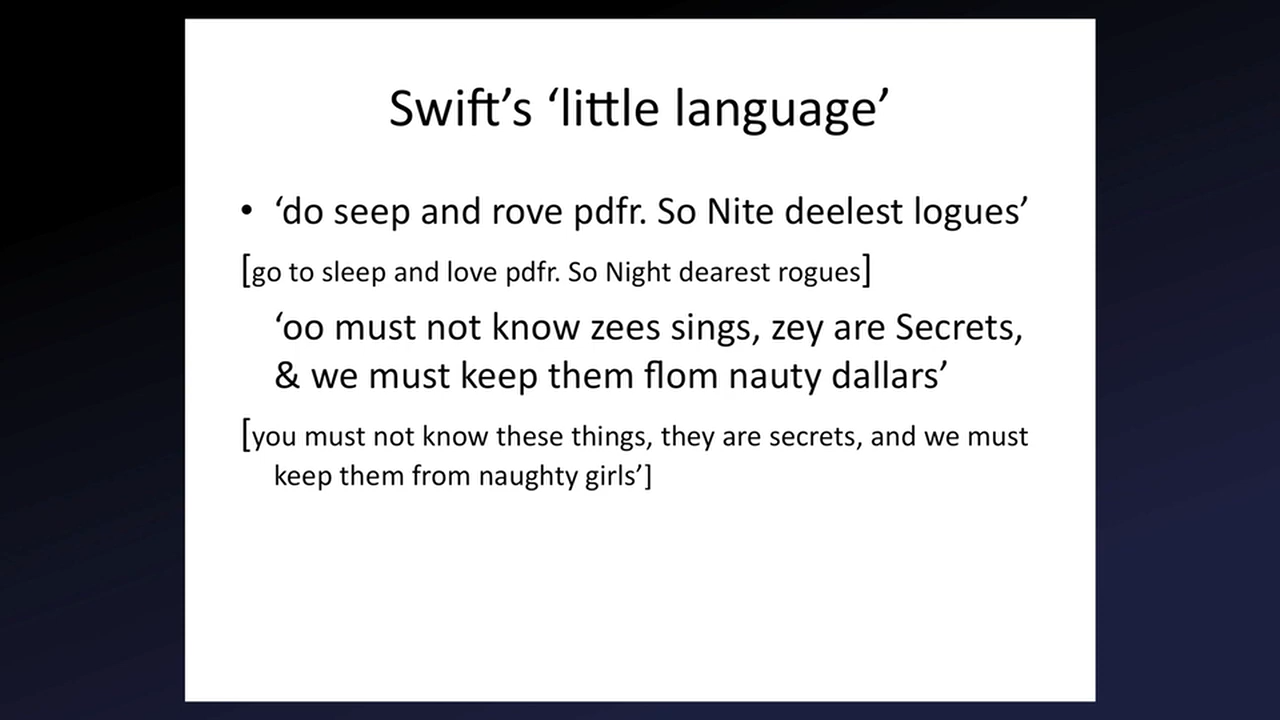 Swift’s ‘little language’
• ‘do seep and rove pdfr. So Nite deelest logues’
[go to sleep and love pdfr. So Night dearest rogues]
‘oo must not know zees sings, zey are Secrets,
& we must keep them flom nauty dallars’
[you must not know these things, they are secrets, and we must
keep them from naughty girls’]